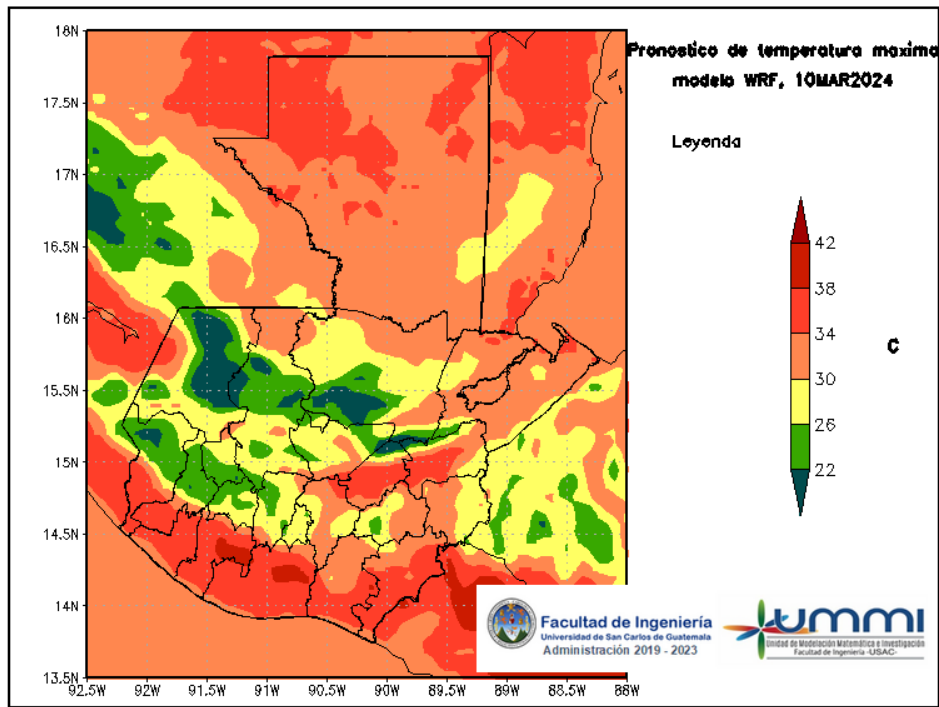 Pronostico de temperatura maxima
modelo WRF, 10MAR2024
Leyenda
42
38
34
30
26
22
C
18N
17.5N
17N
16.5N
16N
15.5N
15N
14.5N
14N
13.5N
92.5W
92W
91.5W
91W
90.5W
90W
89.5W
89W
88.5W
88W
Facultad de Ingeniería
Universidad de San Carlos de Guatemala
Administración 2019 - 2023
UMMI
Unidad de Modelación Matemática e Investigación
Facultad de Ingeniería -USAC-